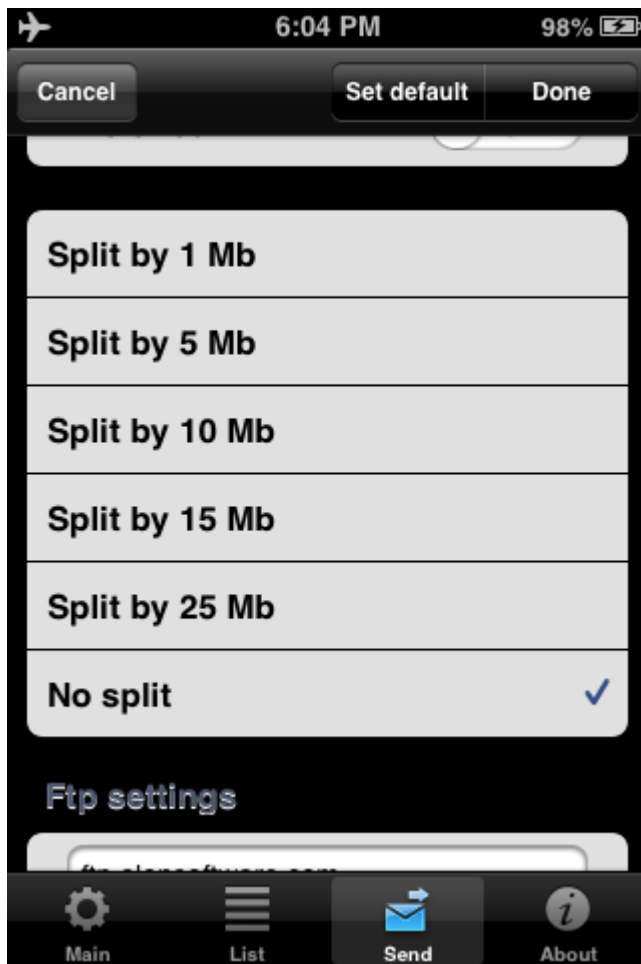 6:04 PM 98%
Cancel Set default Done
Split by 1 Mb
Split by 5 Mb
Split by 10 Mb
Split by 15 Mb
Split by 25 Mb
No split
Ftp settings
Main List Send About